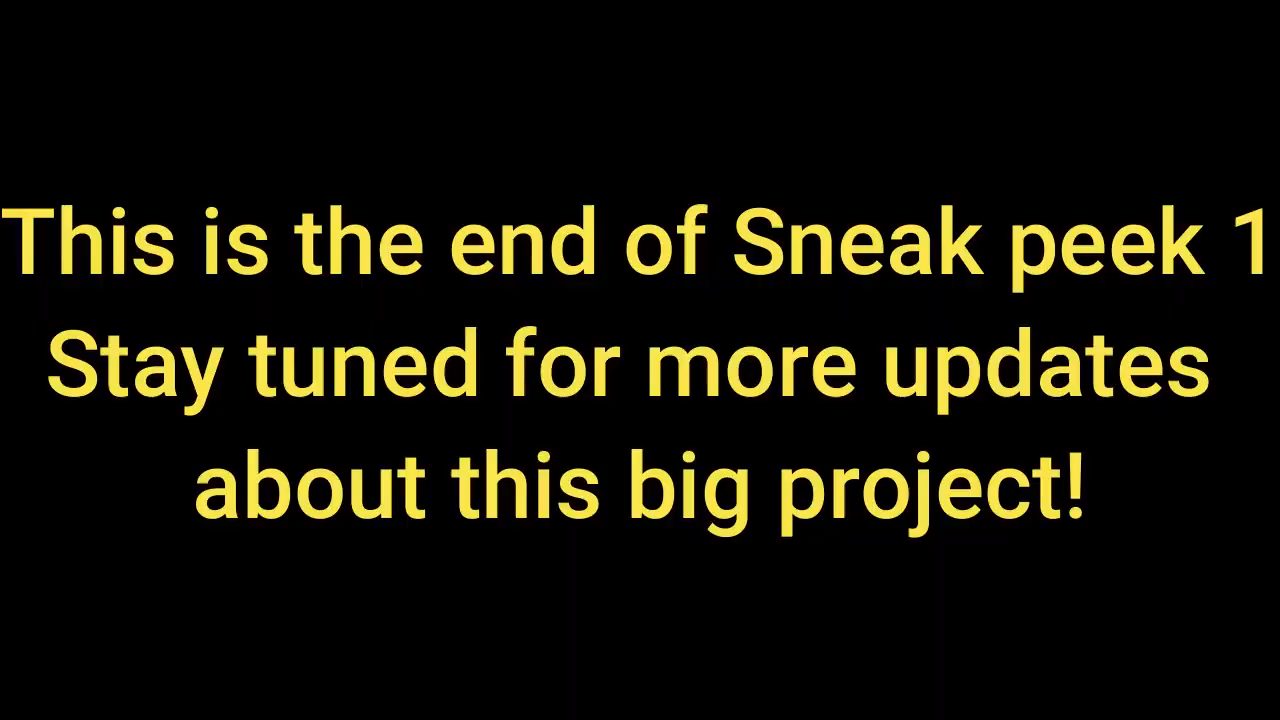 This is the end of Sneak peek 1
Stay tuned for more updates
about this big project!